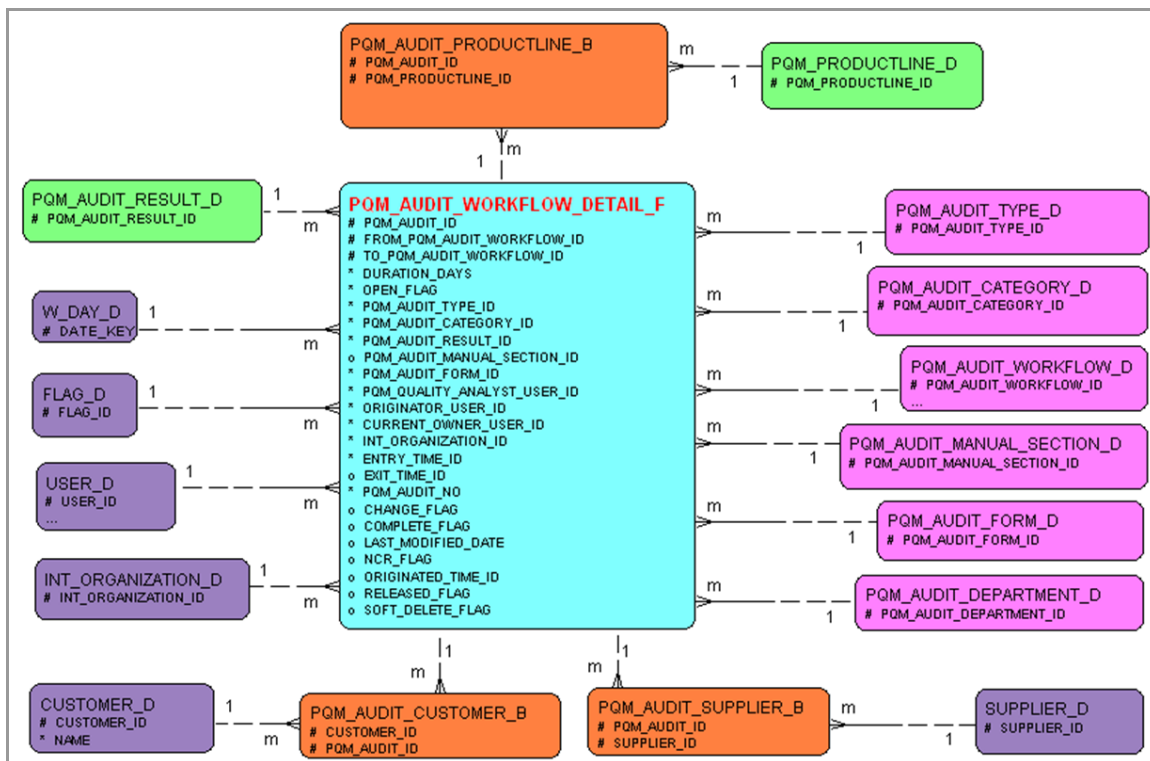 PQM_AUDIT_PRODUCTLINE_B
# PQM_AUDIT_ID
# PQM_PRODUCTLINE_ID
m
1
PQM_PRODUCTLINE_D
# PQM_PRODUCTLINE_ID
1
m
PQM_AUDIT_RESULT_D
# PQM_AUDIT_RESULT_ID
1
m
W_DAY_D
# DATE_KEY
1
m
FLAG_D
# FLAG_ID
1
m
USER_D
# USER_ID
...
1
m
INT_ORGANIZATION_D
# INT_ORGANIZATION_ID
1
m
PQM_AUDIT_WORKFLOW_DETAIL_F
# PQM_AUDIT_ID
# FROM_PQM_AUDIT_WORKFLOW_ID
# TO_PQM_AUDIT_WORKFLOW_ID
* DURATION_DAYS
* OPEN_FLAG
* PQM_AUDIT_TYPE_ID
* PQM_AUDIT_CATEGORY_ID
* PQM_AUDIT_RESULT_ID
o PQM_AUDIT_MANUAL_SECTION_ID
* PQM_AUDIT_FORM_ID
* PQM_QUALITY_ANALYST_USER_ID
* ORIGINATOR_USER_ID
* CURRENT_OWNER_USER_ID
* INT_ORGANIZATION_ID
* ENTRY_TIME_ID
o EXIT_TIME_ID
* PQM_AUDIT_NO
o CHANGE_FLAG
o COMPLETE_FLAG
o LAST_MODIFIED_DATE
o NCR_FLAG
o ORIGINATED_TIME_ID
o RELEASED_FLAG
o SOFT_DELETE_FLAG
m
1
PQM_AUDIT_TYPE_D
# PQM_AUDIT_TYPE_ID
m
1
PQM_AUDIT_CATEGORY_D
# PQM_AUDIT_CATEGORY_ID
m
1
PQM_AUDIT_WORKFLOW_D
# PQM_AUDIT_WORKFLOW_ID
...
m
1
PQM_AUDIT_MANUAL_SECTION_D
# PQM_AUDIT_MANUAL_SECTION_ID
m
1
PQM_AUDIT_FORM_D
# PQM_AUDIT_FORM_ID
m
1
PQM_AUDIT_DEPARTMENT_D
# PQM_AUDIT_DEPARTMENT_ID
1
m
1
m
CUSTOMER_D
# CUSTOMER_ID
* NAME
1
m
PQM_AUDIT_CUSTOMER_B
# CUSTOMER_ID
# PQM_AUDIT_ID
PQM_AUDIT_SUPPLIER_B
# PQM_AUDIT_ID
# SUPPLIER_ID
m
1
SUPPLIER_D
# SUPPLIER_ID